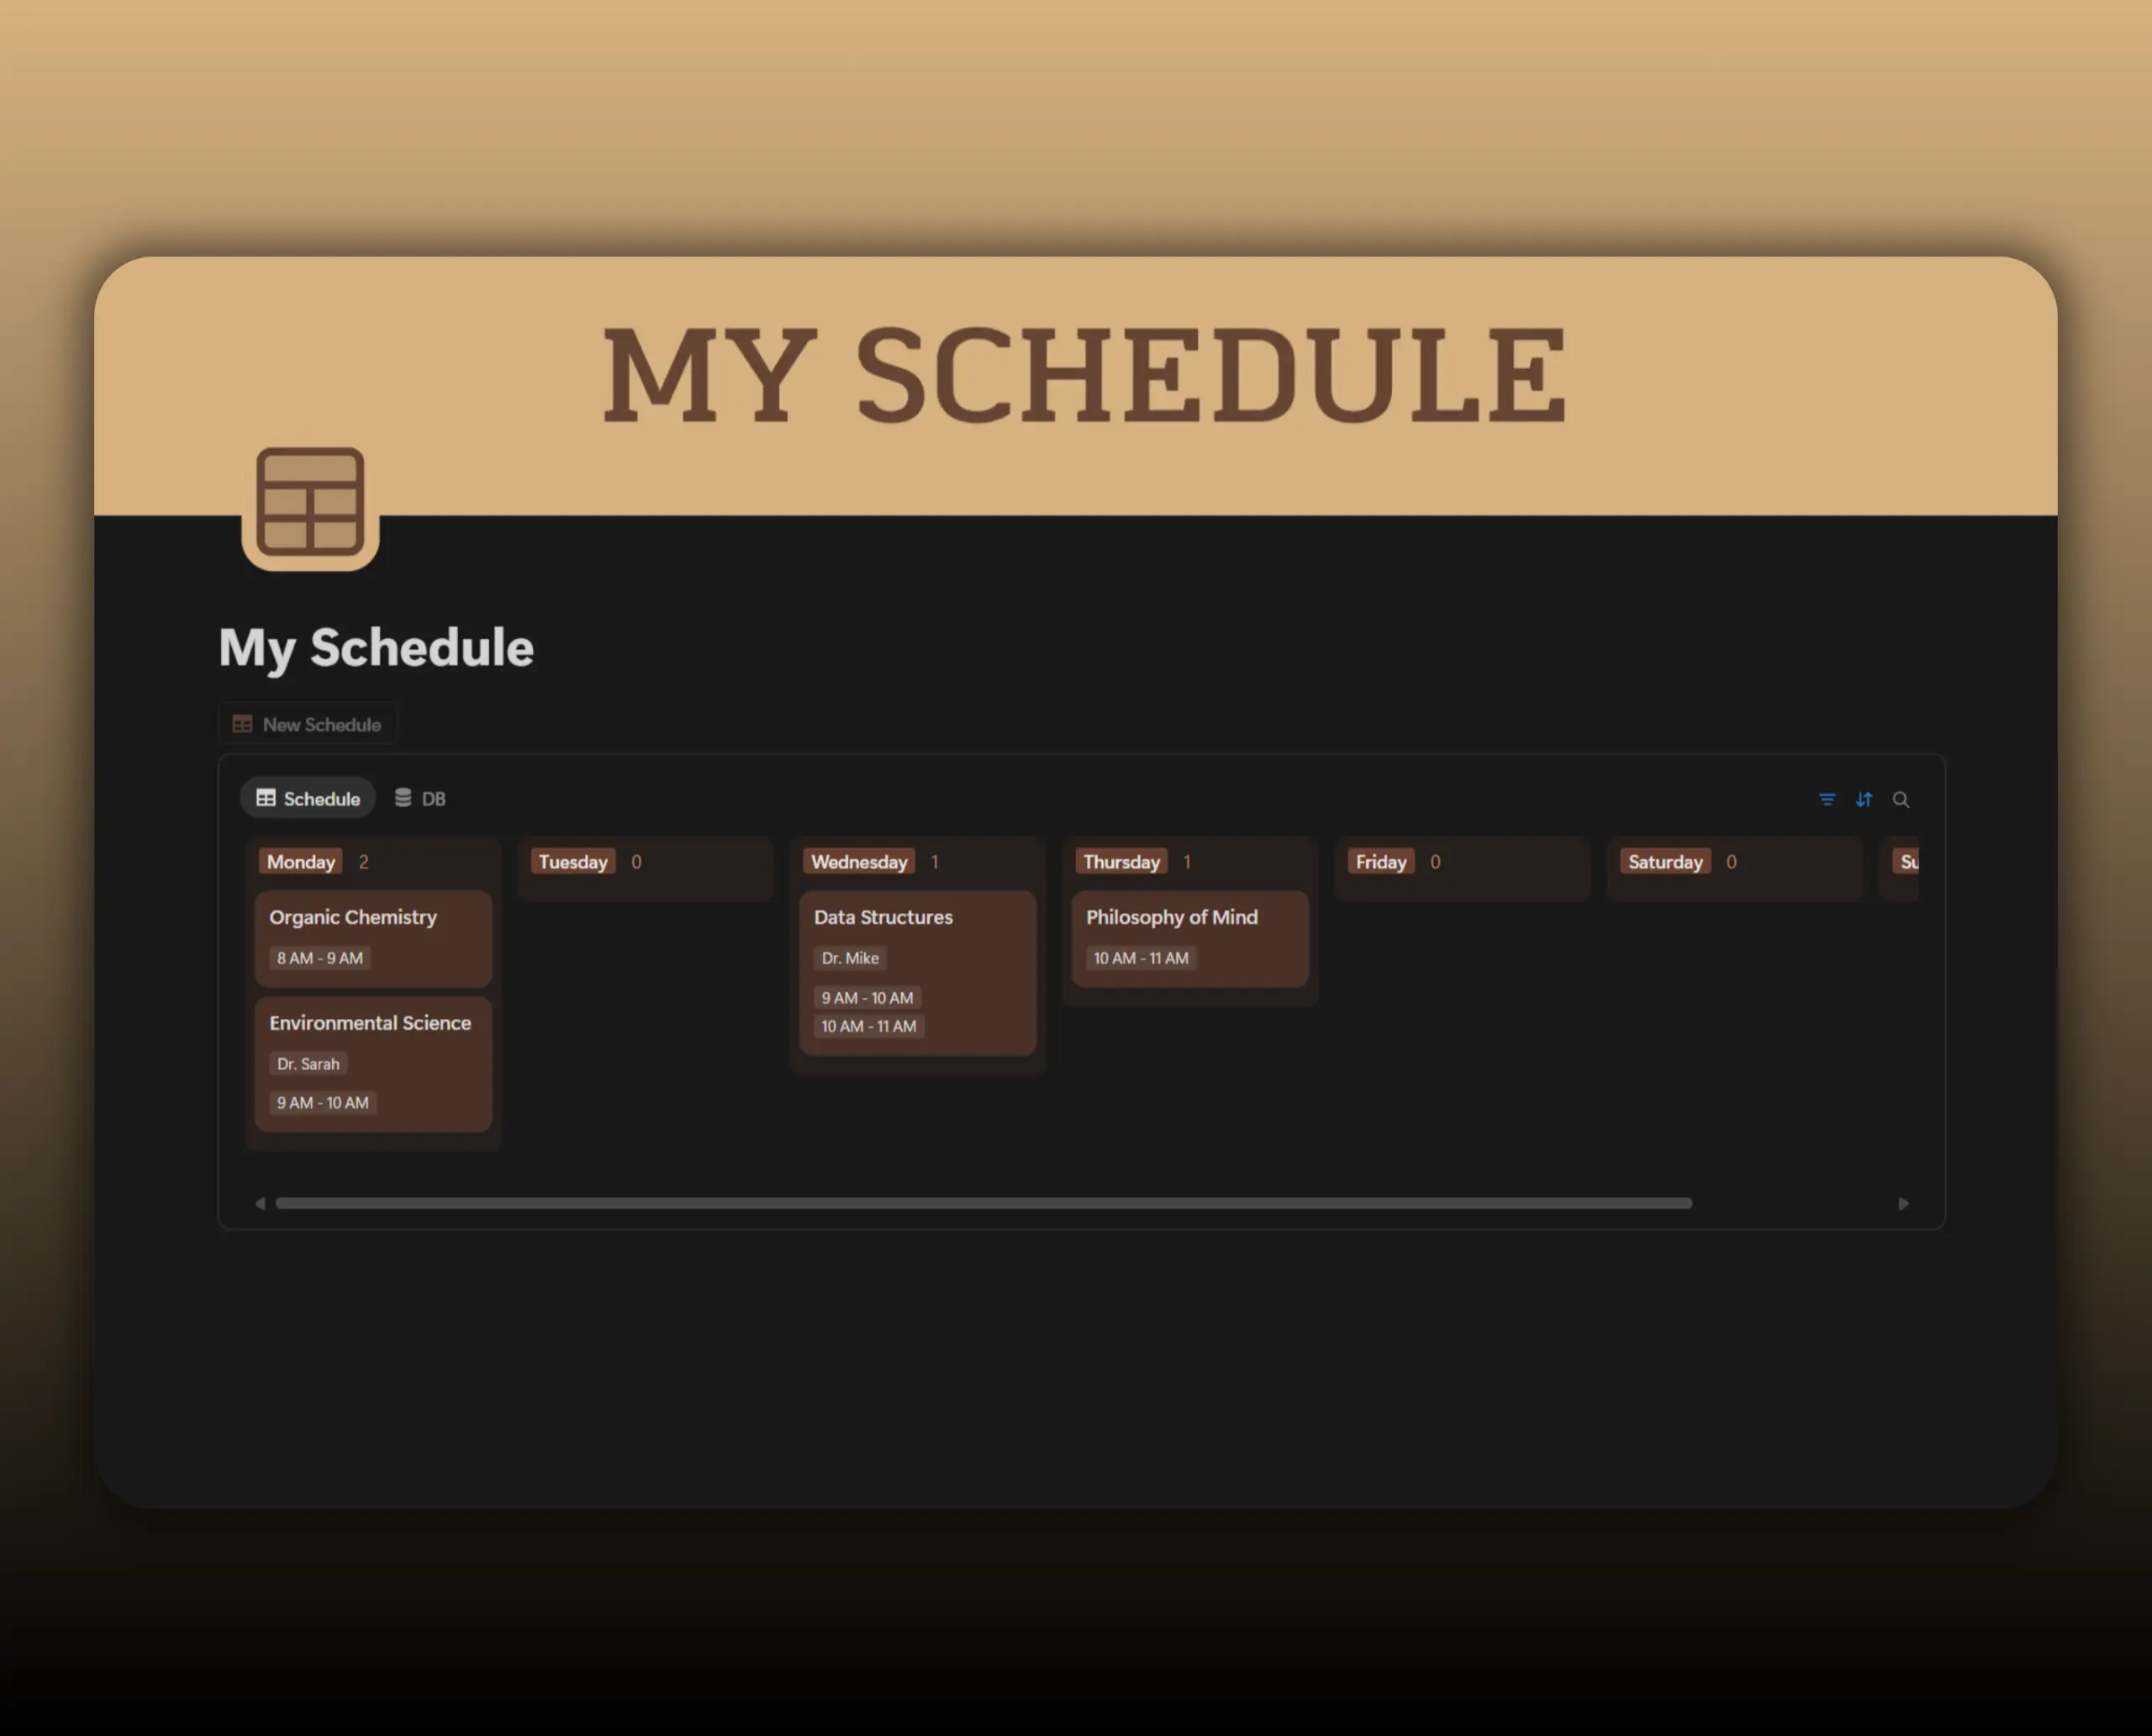 MY SCHEDULE
My Schedule
New Schedule
Schedule
DB
Monday 2
Organic Chemistry
8 AM - 9 AM
Environmental Science
Dr. Sarah
9 AM - 10 AM
Tuesday 0
Wednesday 1
Data Structures
Dr. Mike
9 AM - 10 AM
10 AM - 11 AM
Thursday 1
Philosophy of Mind
10 AM - 11 AM
Friday 0
Saturday 0
Su